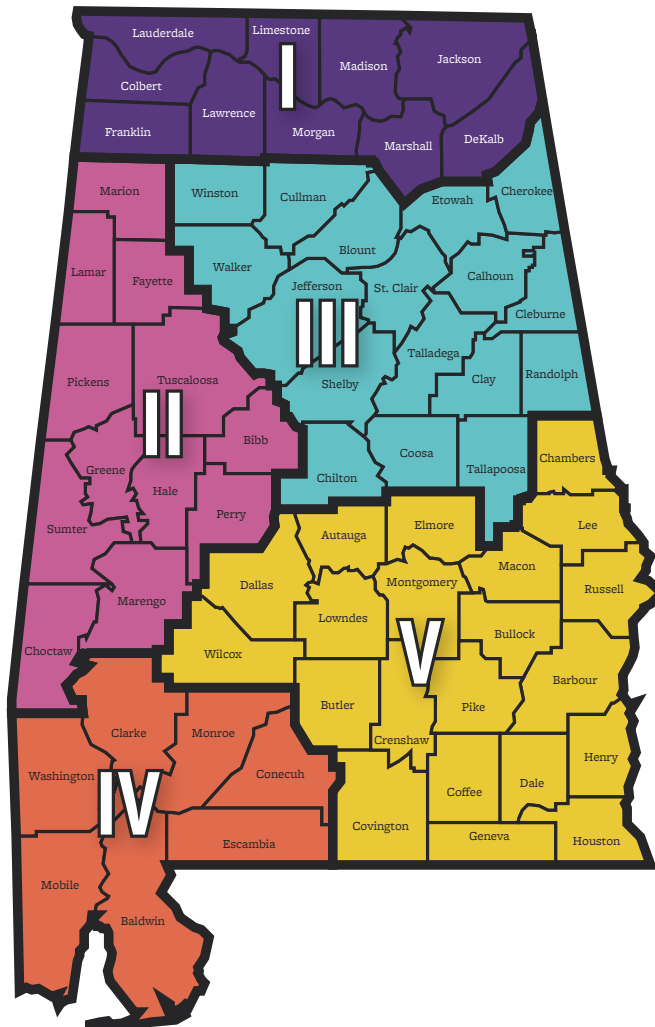 Lauderdale
Limestone
Madison
Jackson
Colbert
Lawrence
Franklin
Morgan
Marshall
DeKalb
I
Marion
Winston
Cullman
Etowah
Cherokee
Lamar
Fayette
Walker
Blount
Jefferson
St. Clair
Calhoun
Cleburne
III
Pickens
Tuscaloosa
Shelby
Talladega
Clay
Randolph
II
Bibb
Greene
Hale
Chilton
Coosa
Tallapoosa
Chambers
Sumter
Perry
Autauga
Elmore
Lee
Marengo
Dallas
Montgomery
Macon
Russell
Lowndes
Choctaw
Wilcox
V
Bullock
Barbour
Clarke
Monroe
Butler
Crenshaw
Pike
Washington
Conecuh
Henry
IV
Coffee
Dale
Escambia
Covington
Geneva
Houston
Mobile
Baldwin